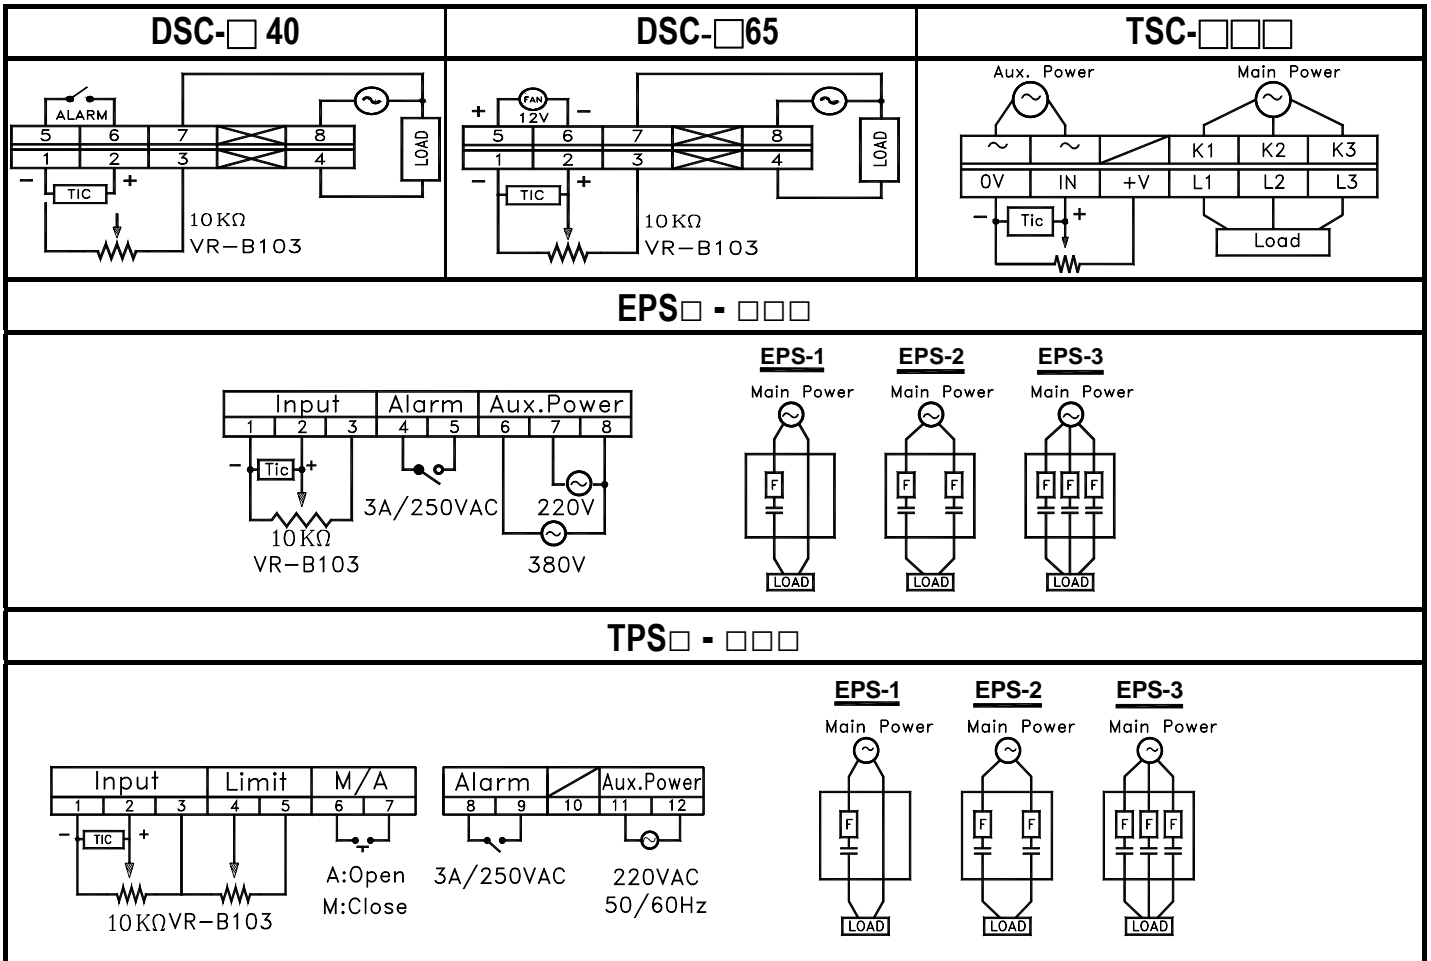 DSC-□ 40
DSC-□65
TSC-□□□
ALARM
5 6 7 8
1 2 3 4
- TIC +
LOAD
10KΩ
VR-B103
+ FAN -
12V
5 6 7 8
1 2 3 4
- TIC +
LOAD
10KΩ
VR-B103
Aux. Power
Main Power
~ ~ K1 K2 K3
0V IN +V L1 L2 L3
- Tic +
Load
EPS□ - □□□
Input Alarm Aux.Power
1 2 3 4 5 6 7 8
- Tic +
3A/250VAC
220V
10KΩ
VR-B103
380V
EPS-1 EPS-2 EPS-3
Main Power Main Power Main Power
F F F F F F
LOAD LOAD LOAD
TPS□ - □□□
Input Limit M/A
1 2 3 4 5 6 7
- TIC +
10KΩVR-B103
A:Open
M:Close
Alarm Aux.Power
8 9 10 11 12
3A/250VAC
220VAC
50/60Hz
EPS-1 EPS-2 EPS-3
Main Power Main Power Main Power
F F F F F F
LOAD LOAD LOAD